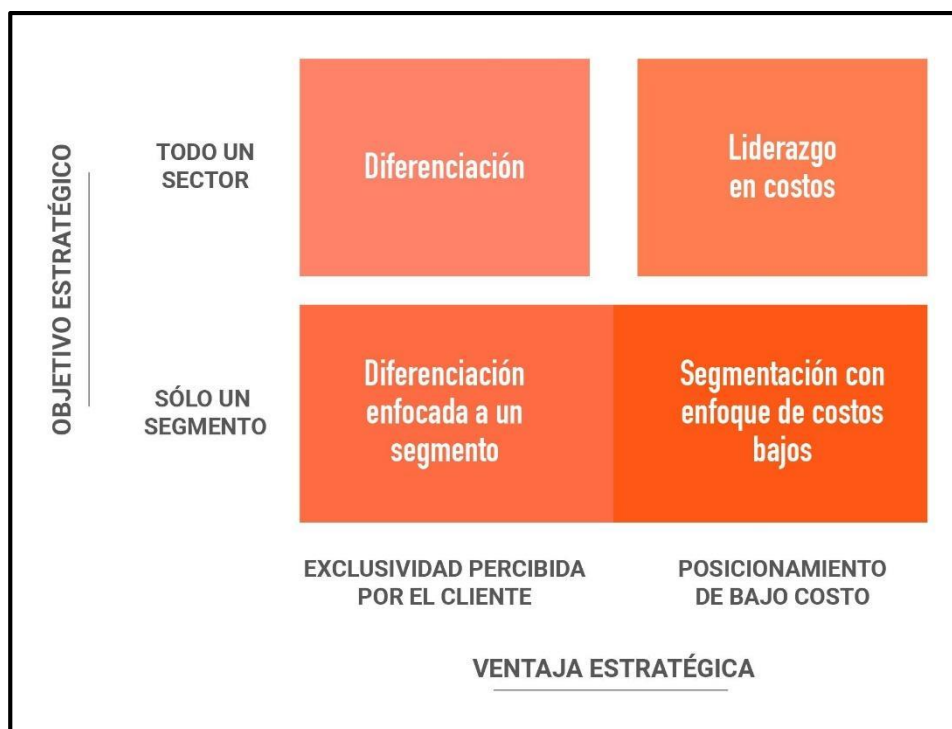 OBJETIVO ESTRATÉGICO
TODO UN
SECTOR
Diferenciación
Liderazgo
en costos
SÓLO UN
SEGMENTO
Diferenciación
enfocada a un
segmento
Segmentación con
enfoque de costos
bajos
EXCLUSIVIDAD PERCIBIDA
POR EL CLIENTE
POSICIONAMIENTO
DE BAJO COSTO
VENTAJA ESTRATÉGICA